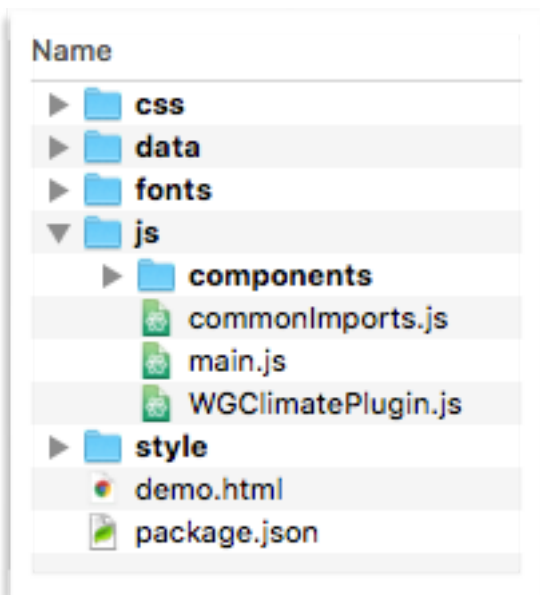 Name
css
data
fonts
js
components
commonImports.js
main.js
WGClimatePlugin.js
style
demo.html
package.json